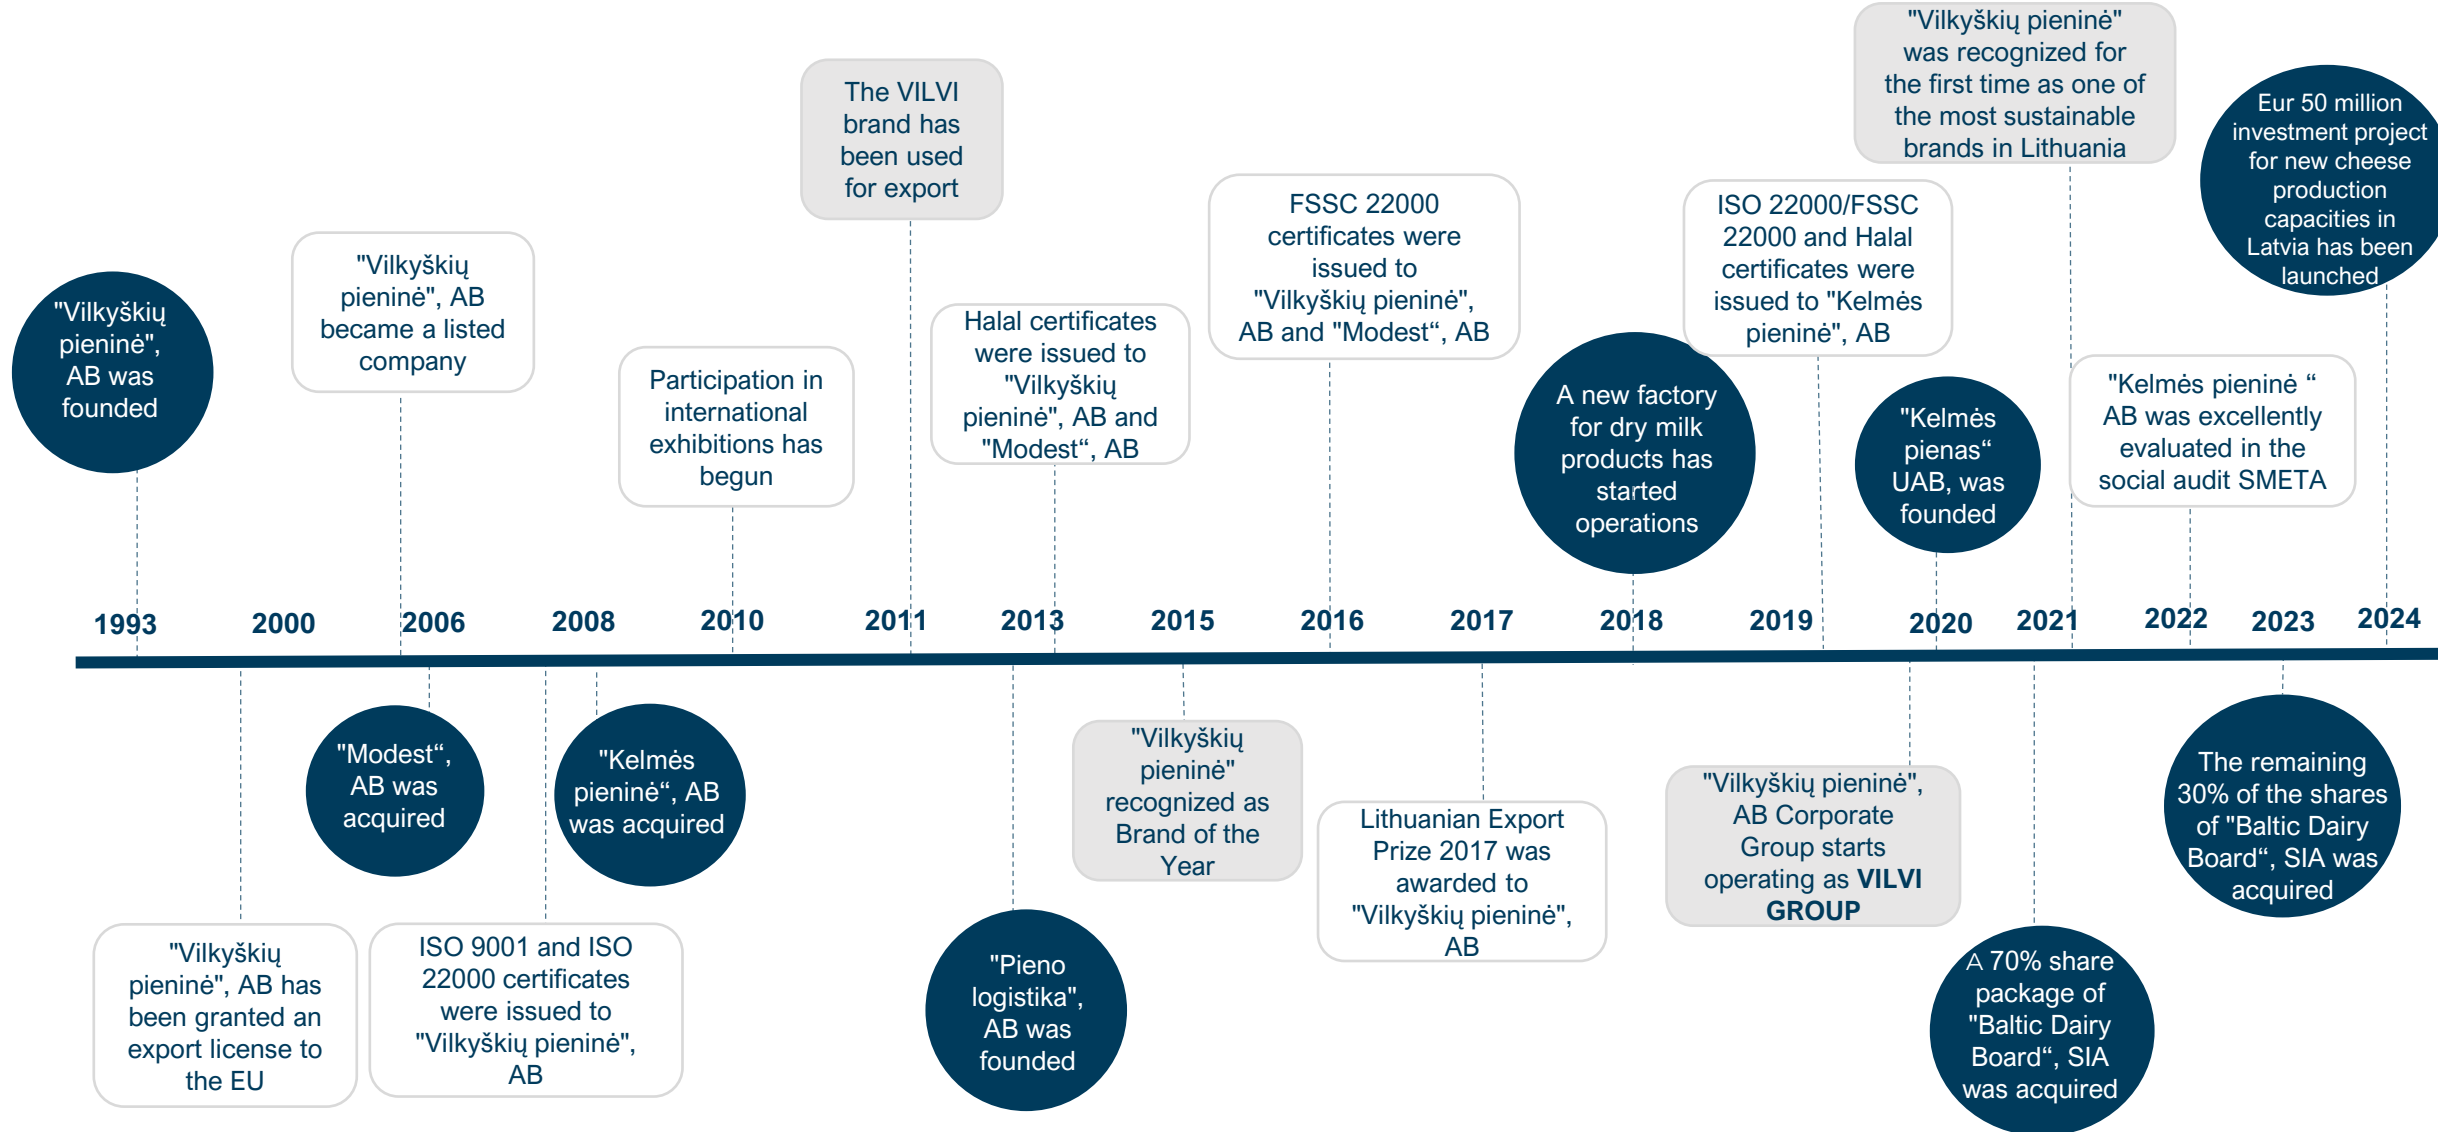 "Vilkyškių
pieninė",
AB was
founded
"Vilkyškių
pieninė", AB
became a listed
company
Participation in
international
exhibitions has
begun
The VILVI
brand has
been used
for export
Halal certificates
were issued to
"Vilkyškių
pieninė", AB and
"Modest“, AB
FSSC 22000
certificates were
issued to
"Vilkyškių pieninė",
AB and "Modest“, AB
A new factory
for dry milk
products has
started
operations
ISO 22000/FSSC
22000 and Halal
certificates were
issued to "Kelmės
pieninė", AB
"Kelmės
pienas“
UAB, was
founded
"Vilkyškių pieninė"
was recognized for
the first time as one of
the most sustainable
brands in Lithuania
"Kelmės pieninė “
AB was excellently
evaluated in the
social audit SMETA
Eur 50 million
investment project
for new cheese
production
capacities in
Latvia has been
launched
1993 2000 2006 2008 2010 2011 2013 2015 2016 2017 2018 2019 2020 2021 2022 2023 2024
"Vilkyškių
pieninė", AB has
been granted an
export license to
the EU
"Modest“,
AB was
acquired
ISO 9001 and ISO
22000 certificates
were issued to
"Vilkyškių pieninė",
AB
"Kelmės
pieninė“, AB
was acquired
"Pieno
logistika",
AB was
founded
"Vilkyškių
pieninė"
recognized as
Brand of the
Year
Lithuanian Export
Prize 2017 was
awarded to
"Vilkyškių pieninė",
AB
"Vilkyškių pieninė",
AB Corporate
Group starts
operating as VILVI
GROUP
A 70% share
package of
"Baltic Dairy
Board“, SIA
was acquired
The remaining
30% of the shares
of "Baltic Dairy
Board“, SIA was
acquired